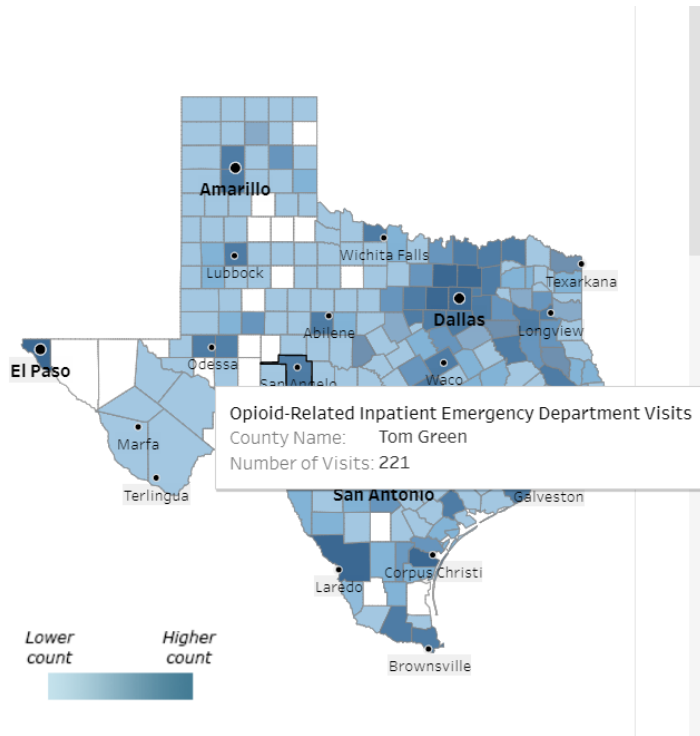 Amarillo
Wichita Falls
Lubbock
Texarkana
Dallas
Abilene
Longview
Odessa
El Paso
San Angelo
Waco
Opioid-Related Inpatient Emergency Department Visits
County Name: Tom Green
Number of Visits: 221
Marfa
Terlingua
San Antonio
Galveston
Corpus Christi
Laredo
Lower
count
Higher
count
Brownsville